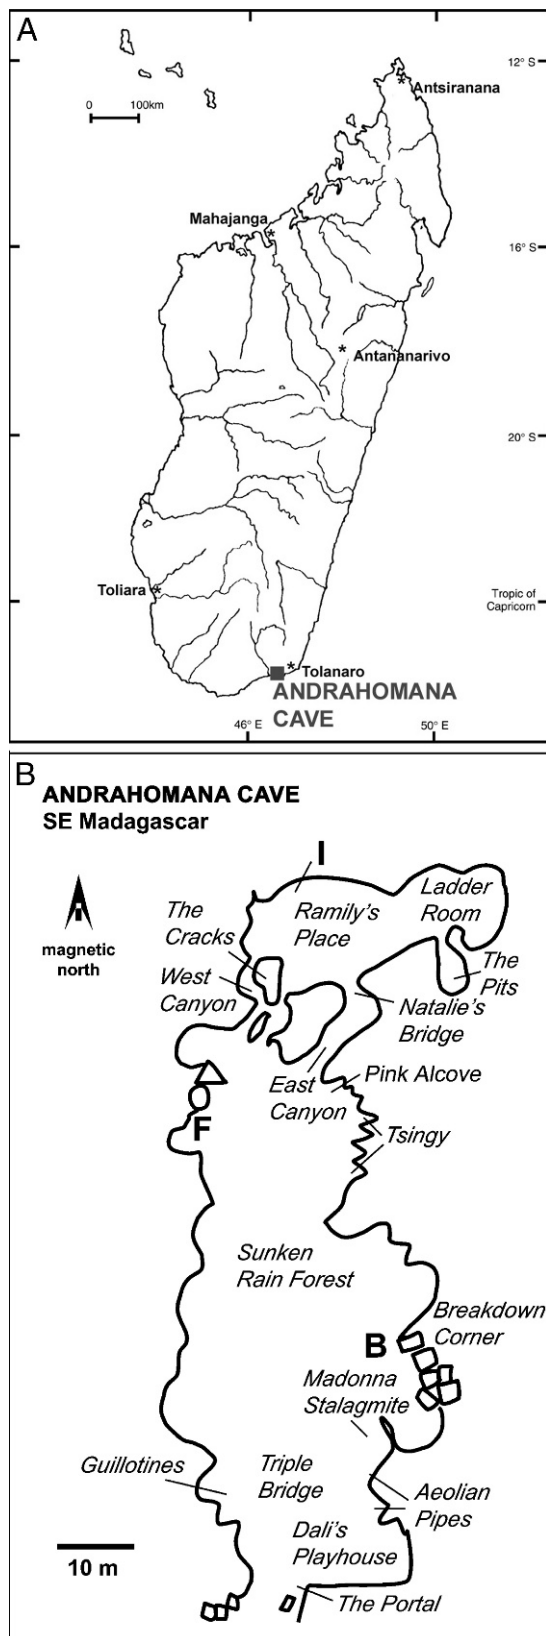 A
0 100km
12° S
Antsiranana
Mahajanga
*
16° S
*
Antananarivo
20° S
Toliara
*
Tropic of
Capricorn
* Tolanaro
ANDRAHOMANA
CAVE
46° E
50° E
B
ANDRAHOMANA CAVE
SE Madagascar
magnetic
north
I
The
Cracks
Ramily's
Place
Ladder
Room
West
Canyon
The
Pits
Natalie's
Bridge
East
Canyon
Pink Alcove
F
Tsingy
Sunken
Rain Forest
Breakdown
Corner
B
Madonna
Stalagmite
Guillotines
Triple
Bridge
Aeolian
Pipes
Dali's
Playhouse
10 m
The Portal